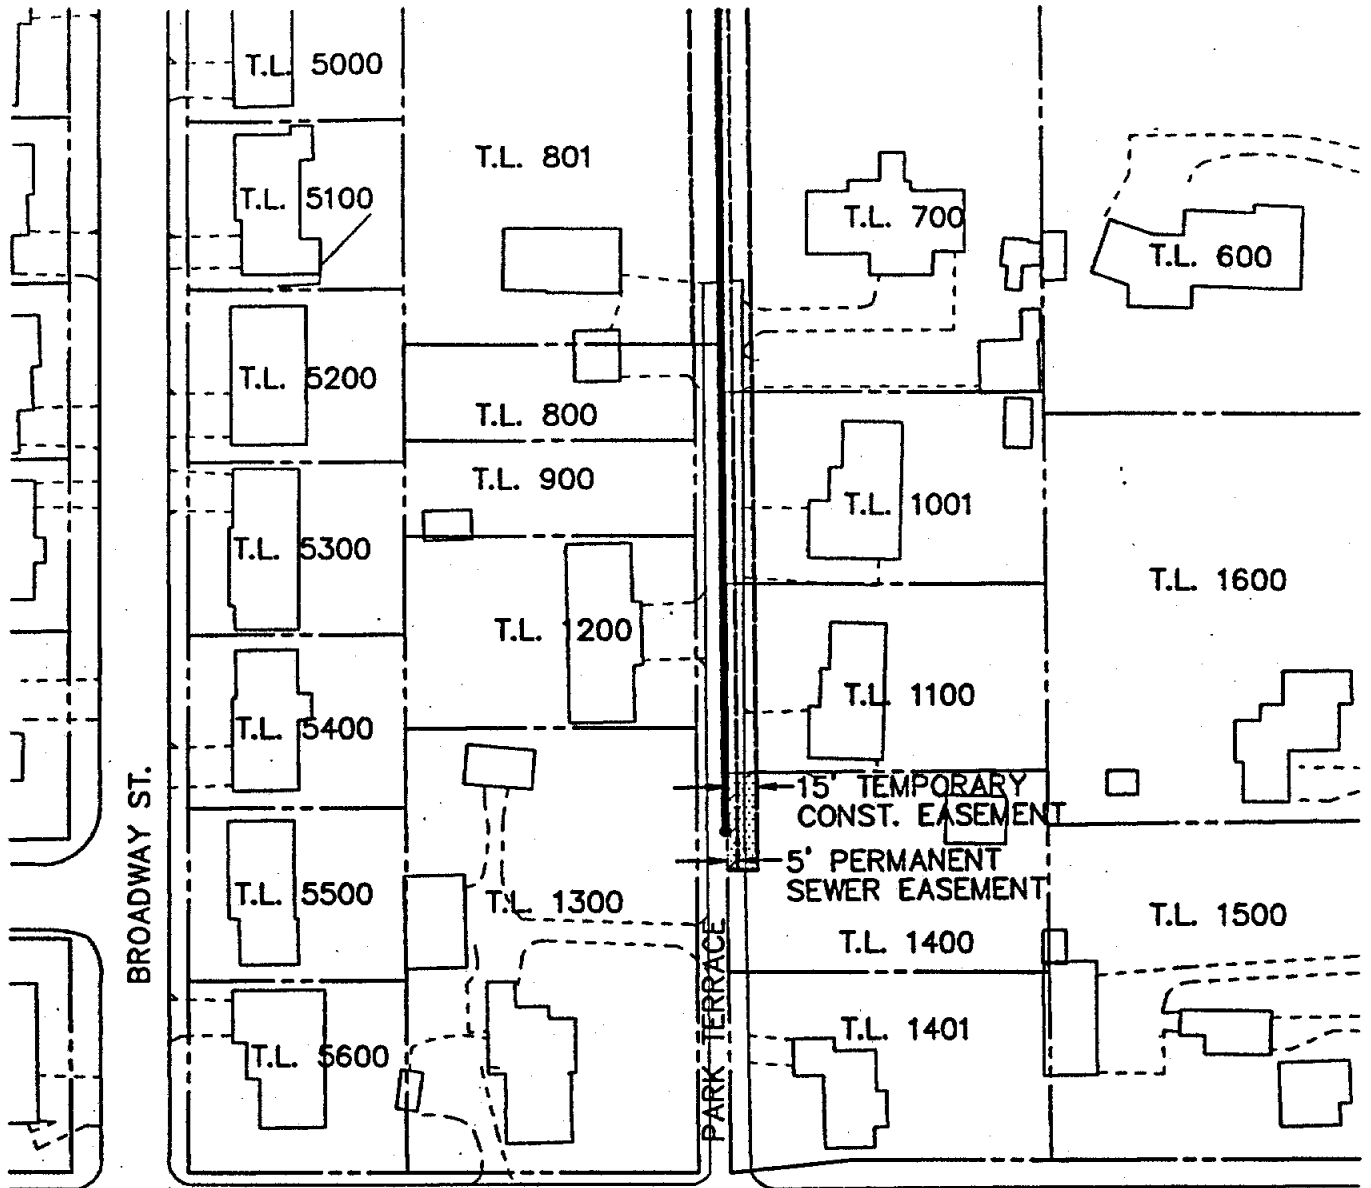 T.L. 5000
T.L. 801
T.L. 5100
T.L. 700
T.L. 600
T.L. 5200
T.L. 800
T.L. 900
T.L. 1001
T.L. 5300
T.L. 1600
T.L. 1200
T.L. 1100
T.L. 5400
BROADWAY ST.
15' TEMPORARY
CONST. EASEMENT
5' PERMANENT
SEWER EASEMENT
T.L. 5500
T.L. 1300
T.L. 1500
T.L. 1400
PARK TERRACE
T.L. 1401
T.L. 5600